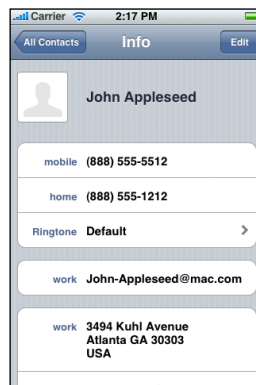 Carrier 2:17 PM
All Contacts Info Edit
John Appleseed
mobile (888) 555-5512
home (888) 555-1212
Ringtone Default
work John-Appleseed@mac.com
work 3494 Kuhl Avenue
Atlanta GA 30303
USA